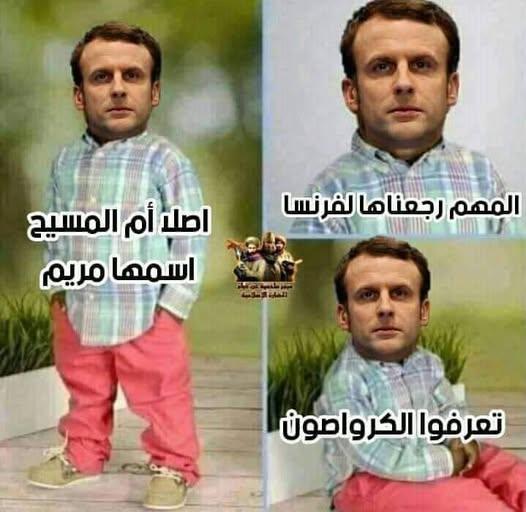 المهم رجعناها لفرنسا
اصلا أم المسيح
اسمها مريم
تعرفوا الكرواصون